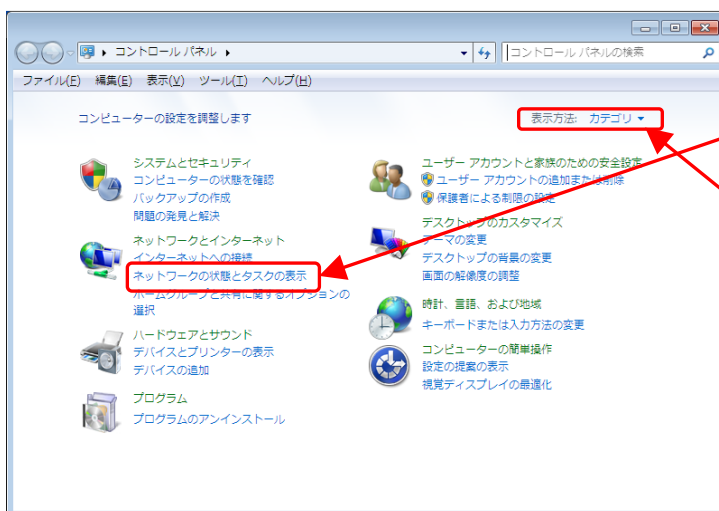 コントロール パネル
コントロール パネルの検索
ファイル(F) 編集(E) 表示(V) ツール(T) ヘルプ(H)
コンピューターの設定を調整します
表示方法: カテゴリ
システムとセキュリティ
コンピューターの状態を確認
バックアップの作成
問題の発見と解決
ネットワークとインターネット
インターネットへの接続
ネットワークの状態とタスクの表示
ホームグループと共有に関するオプションの
選択
ハードウェアとサウンド
デバイスとプリンターの表示
デバイスの追加
プログラム
プログラムのアンインストール
ユーザー アカウントと家族のための安全設定
ユーザー アカウントの追加または削除
保護者による制限の設定
デスクトップのカスタマイズ
テーマの変更
デスクトップの背景の変更
画面の解像度の調整
時計、言語、および地域
キーボードまたは入力方法の変更
コンピューターの簡単操作
設定の提案の表示
視覚ディスプレイの最適化